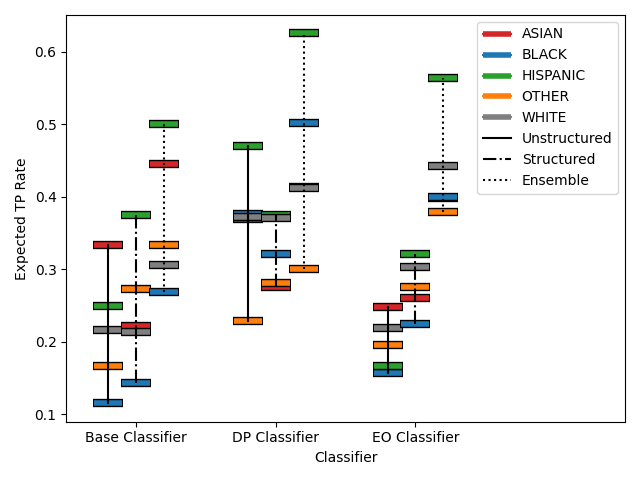 ASIAN
BLACK
HISPANIC
OTHER
WHITE
Unstructured
Structured
Ensemble
Expected TP Rate
0.6
0.5
0.4
0.3
0.2
0.1
Base Classifier
DP Classifier
EO Classifier
Classifier